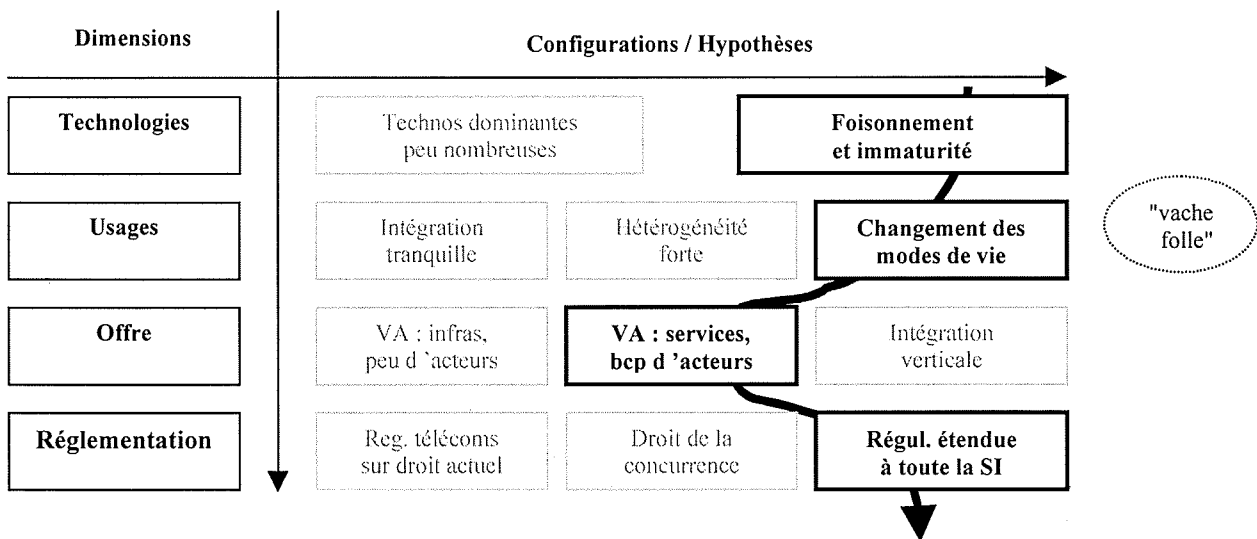 Dimensions
Configurations / Hypothèses
Technologies
Technos dominantes
peu nombreuses
Foisonnement
et immaturité
Usages
Intégration
tranquille
Hétérogénéité
forte
Changement des
modes de vie
"vache
folle"
Offre
VA : infras,
peu d 'acteurs
VA : services,
bcp d 'acteurs
Intégration
verticale
Réglementation
Reg. télécoms
sur droit actuel
Droit de la
concurrence
Régul. étendue
à toute la SI